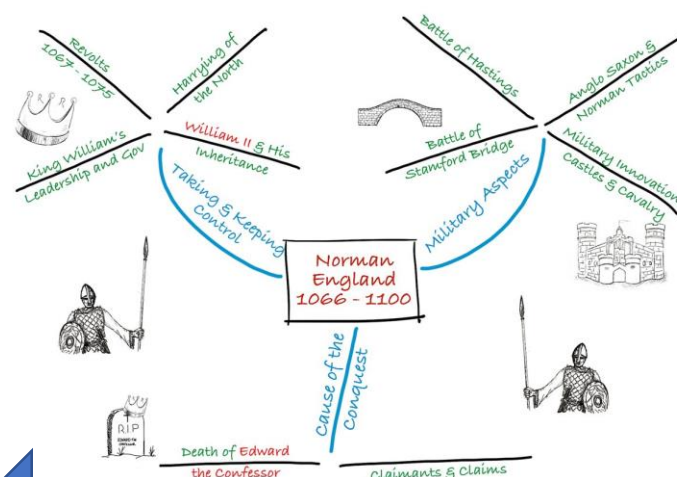 Revolts
1067 - 1075
Harrying of
the North
King William's
Leadership and Gov
William II & His
Inheritance
Taking & Keeping
Control
Battle of Hastings
Anglo Saxon &
Norman Tactics
Battle of
Stamford Bridge
Military Innovation
Castles & Cavalry
Military Aspects
Norman
England
1066 - 1100
Cause of the
Conquest
RIP
Death of Edward
the Confessor
Claimants & Claims